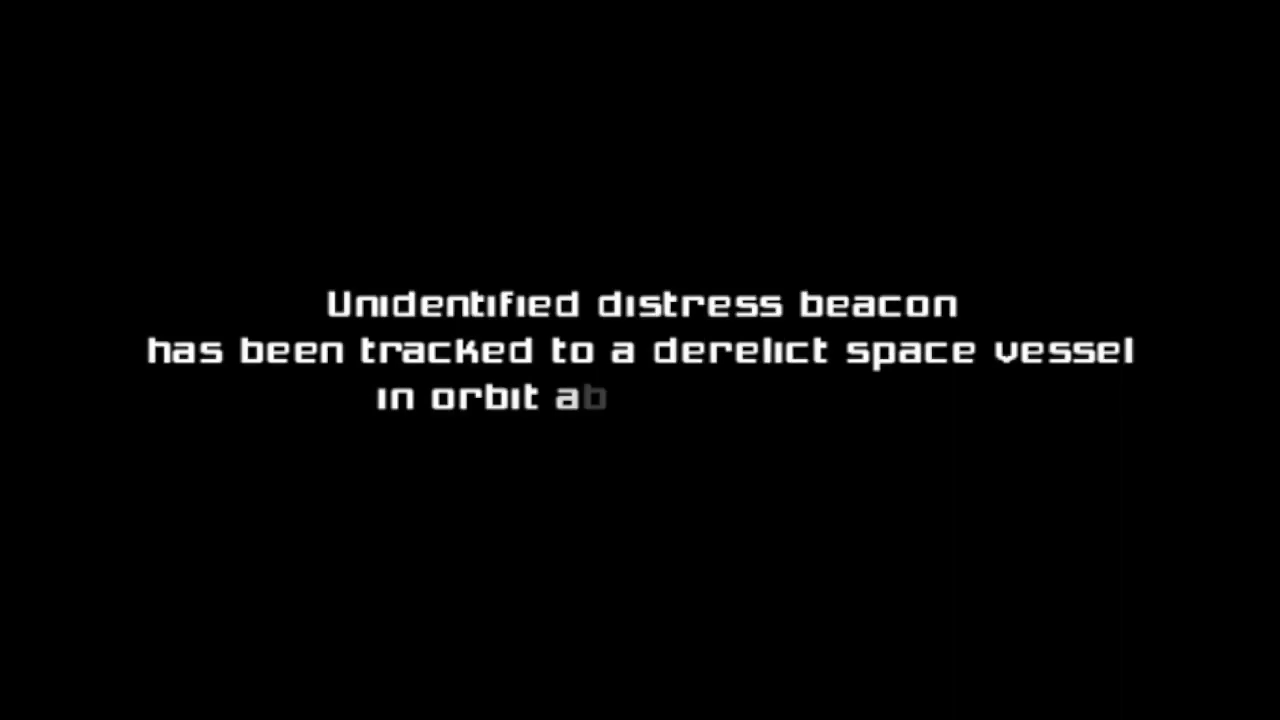 Unidentified distress beacon
has been tracked to a derelict space vessel
in orbit ab